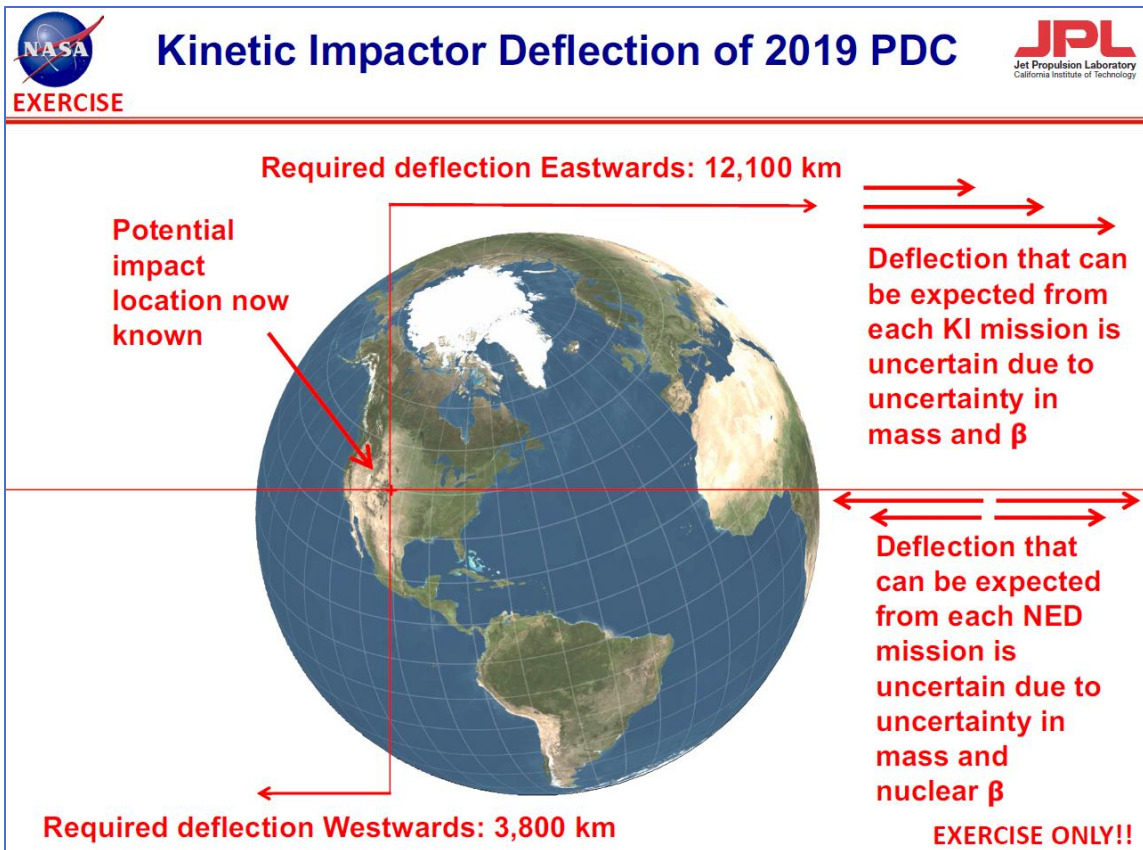 NASA
EXERCISE
Kinetic Impactor Deflection of 2019 PDC
JPL
Jet Propulsion Laboratory
California Institute of Technology
Required deflection Eastwards: 12,100 km
Potential
impact
location now
known
Deflection that can
be expected from
each KI mission is
uncertain due to
uncertainty in
mass and β
Deflection that
can be expected
from each NED
mission is
uncertain due to
uncertainty in
mass and
nuclear β
Required deflection Westwards: 3,800 km
EXERCISE ONLY!!